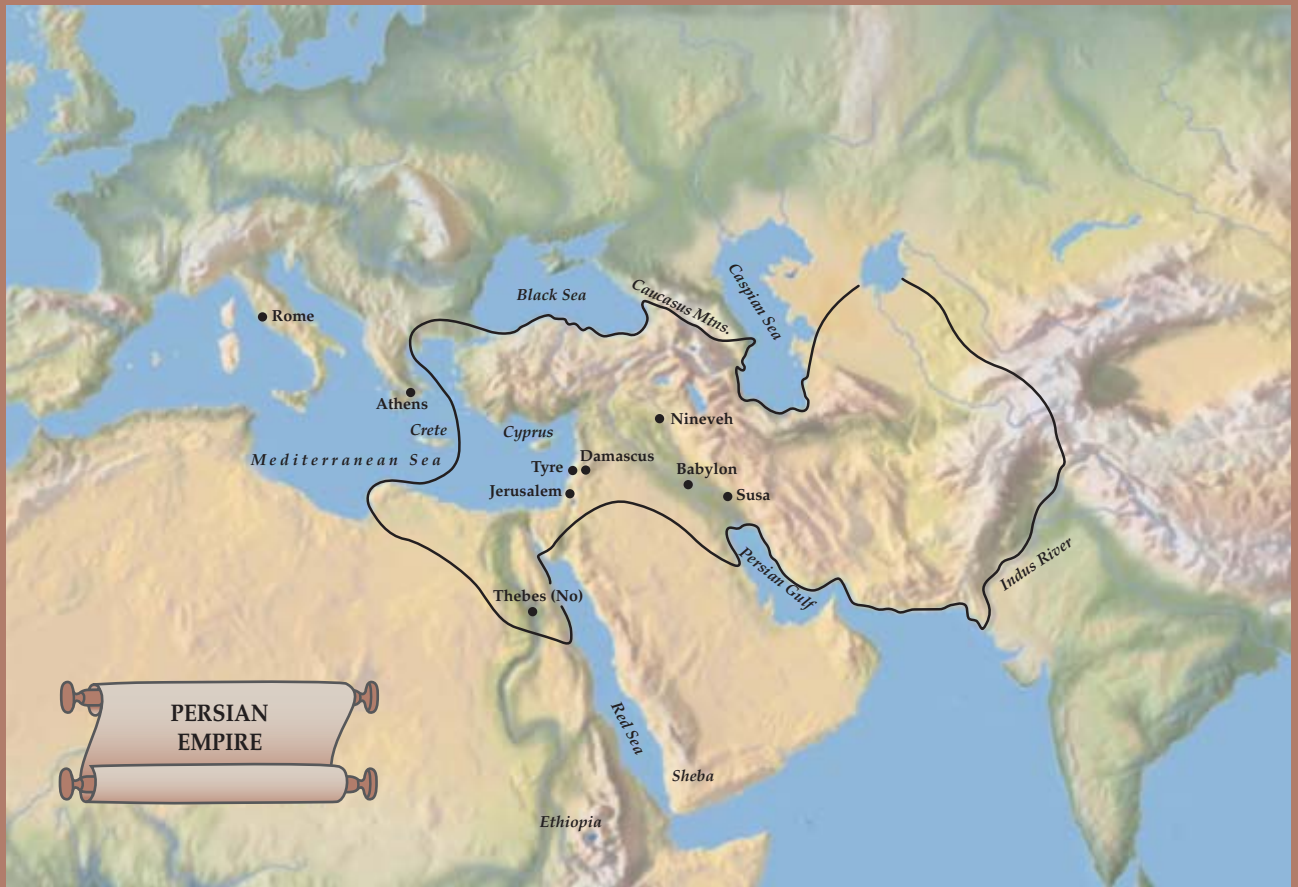 Black Sea
Caucasus Mtns.
Caspian Sea
Rome
Athens
Crete
Cyprus
Mediterranean Sea
Nineveh
Tyre
Damascus
Babylon
Jerusalem
Susa
Persian Gulf
Indus River
Thebes (No)
PERSIAN
EMPIRE
Red Sea
Sheba
Ethiopia